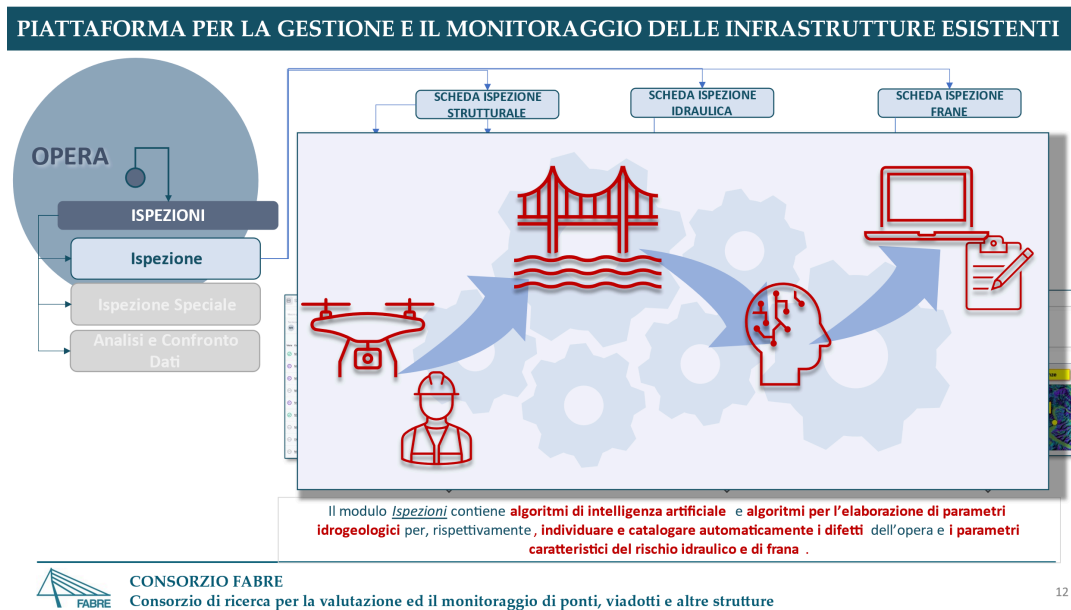 PIATTAFORMA PER LA GESTIONE E IL MONITORAGGIO DELLE INFRASTRUTTURE ESISTENTI
SCHEDA ISPEZIONE
STRUTTURALE
SCHEDA ISPEZIONE
IDRAULICA
SCHEDA ISPEZIONE
FRANE
OPERA
ISPEZIONI
Ispezione
Ispezione Speciale
Analisi e Confronto
Dati
Il modulo Ispezioni contiene algoritmi di intelligenza artificiale e algoritmi per l’elaborazione di parametri
idrogeologici per, rispettivamente, individuare e catalogare automaticamente i difetti dell’opera e i parametri
caratteristici del rischio idraulico e di frana .
FABRE
CONSORZIO FABRE
Consorzio di ricerca per la valutazione ed il monitoraggio di ponti, viadotti e altre strutture
12